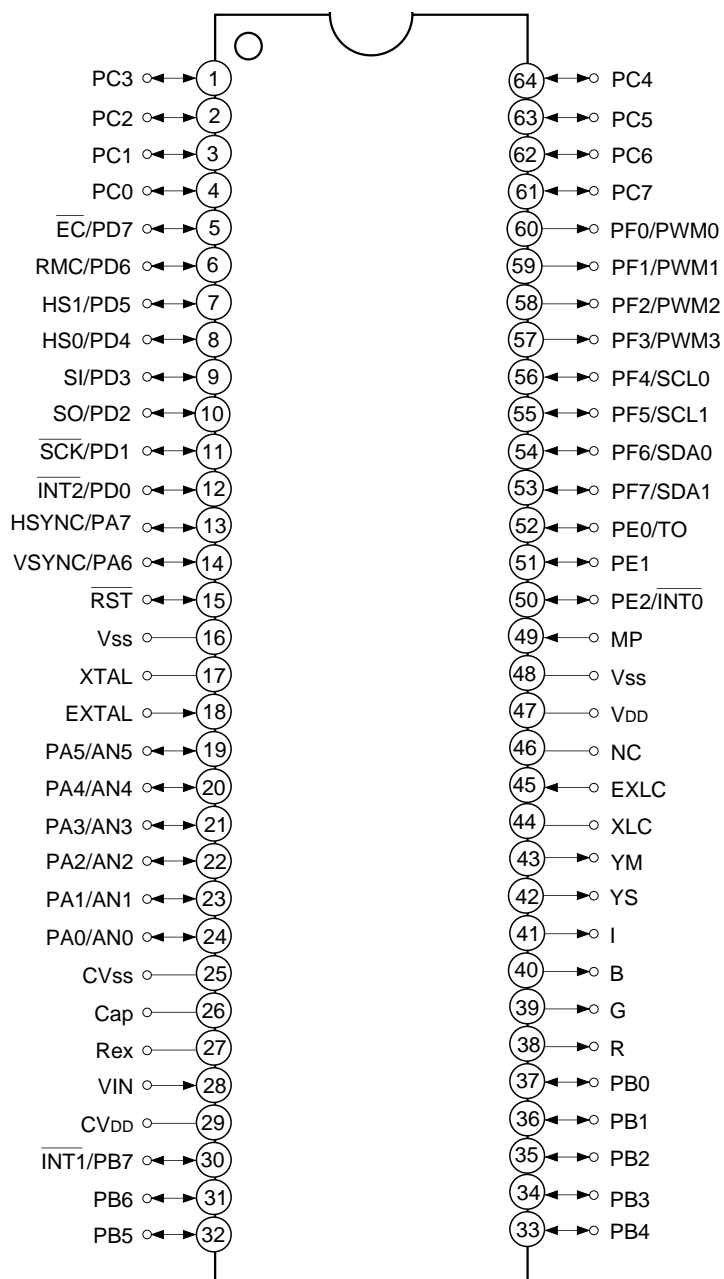 PC3 1 64 PC4
PC2 2 63 PC5
PC1 3 62 PC6
PC0 4 61 PC7
E̅C̅/PD7 5 60 PF0/PWM0
RMC/PD6 6 59 PF1/PWM1
HS1/PD5 7 58 PF2/PWM2
HS0/PD4 8 57 PF3/PWM3
SI/PD3 9 56 PF4/SCL0
SO/PD2 10 55 PF5/SCL1
S̅C̅K̅/PD1 11 54 PF6/SDA0
I̅N̅T̅2̅/PD0 12 53 PF7/SDA1
HSYNC/PA7 13 52 PE0/TO
VSYNC/PA6 14 51 PE1
R̅S̅T̅ 15 50 PE2/I̅N̅T̅0̅
Vss 16 49 MP
XTAL 17 48 Vss
EXTAL 18 47 VDD
PA5/AN5 19 46 NC
PA4/AN4 20 45 EXLC
PA3/AN3 21 44 XLC
PA2/AN2 22 43 YM
PA1/AN1 23 42 YS
PA0/AN0 24 41 I
CVss 25 40 B
Cap 26 39 G
Rex 27 38 R
VIN 28 37 PB0
CVDD 29 36 PB1
I̅N̅T̅1̅/PB7 30 35 PB2
PB6 31 34 PB3
PB5 32 33 PB4